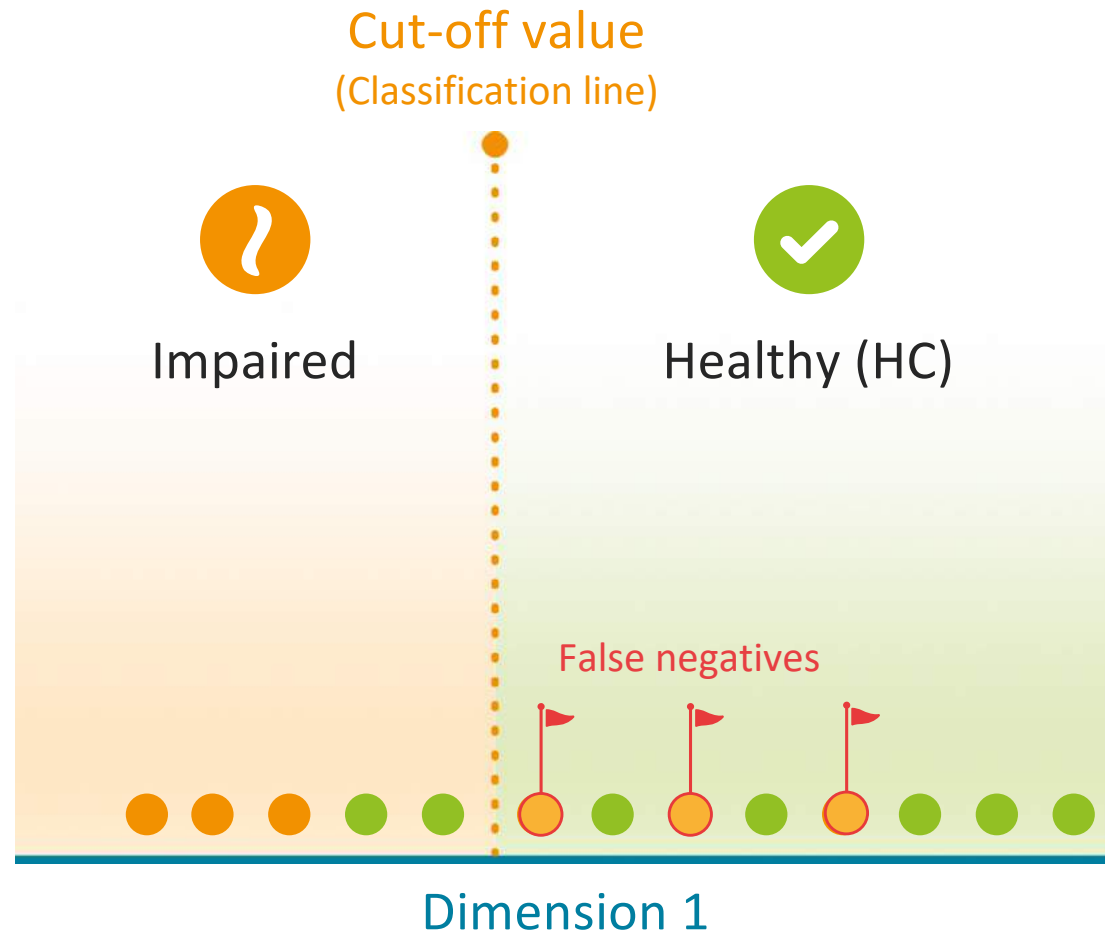 Cut-off value
(Classification line)
Impaired
Healthy (HC)
False negatives
Dimension 1